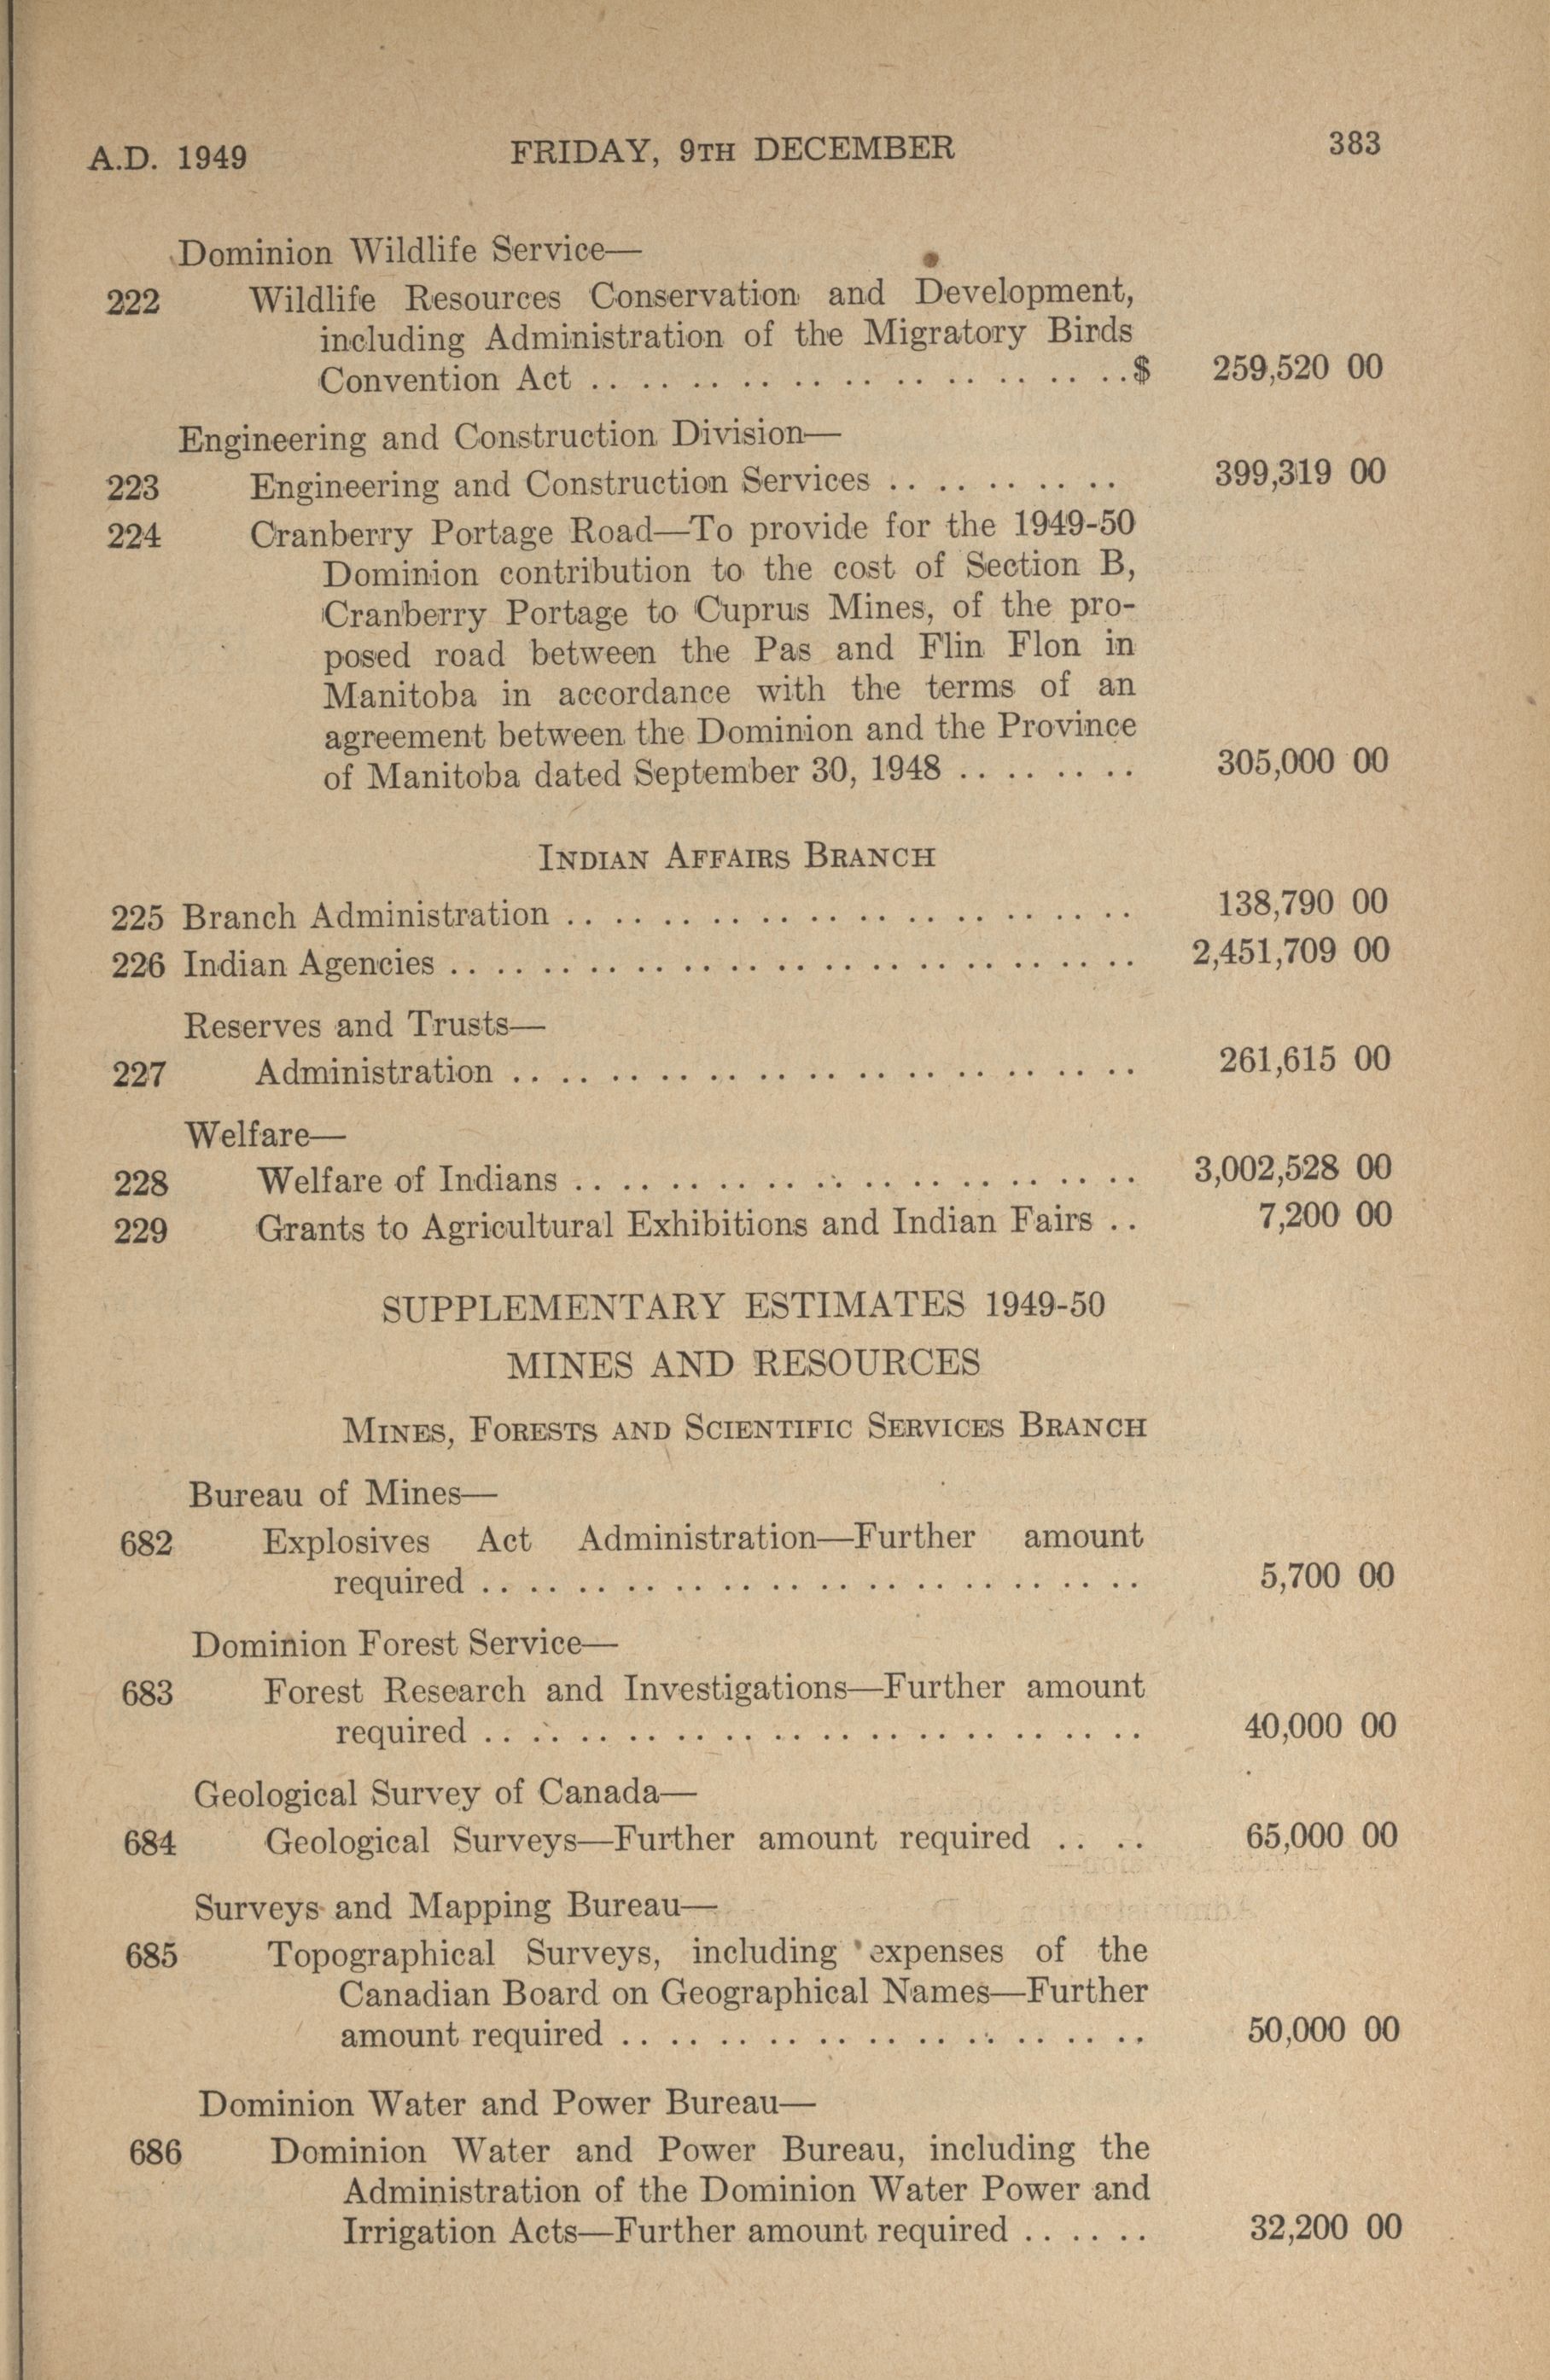 A.D. 1949 FRIDAY, 9TH DECEMBER 383
Dominion Wildlife Service—
222 Wildlife Resources Conservation and Development,
including Administration of the Migratory Birds
Convention Act . . . . . . . . . . . . . . . . . . . . . . $ 259,520 00
Engineering and Construction Division—
223 Engineering and Construction Services . . . . . . . . . . 399,319 00
224 Cranberry Portage Road—To provide for the 1949-50
Dominion contribution to the cost of Section B,
Cranberry Portage to Cuprus Mines, of the pro-
posed road between the Pas and Flin Flon in
Manitoba in accordance with the terms of an
agreement between the Dominion and the Province
of Manitoba dated September 30, 1948 . . . . . . . . 305,000 00
INDIAN AFFAIRS BRANCH
225 Branch Administration . . . . . . . . . . . . . . . . . . . . . . . . 138,790 00
226 Indian Agencies . . . . . . . . . . . . . . . . . . . . . . . . . . . . . 2,451,709 00
Reserves and Trusts—
227 Administration . . . . . . . . . . . . . . . . . . . . . . . . . . 261,615 00
Welfare—
228 Welfare of Indians . . . . . . . . . . . . . . . . . . . . . . . . 3,002,528 00
229 Grants to Agricultural Exhibitions and Indian Fairs . . 7,200 00
SUPPLEMENTARY ESTIMATES 1949-50
MINES AND RESOURCES
MINES, FORESTS AND SCIENTIFIC SERVICES BRANCH
Bureau of Mines—
682 Explosives Act Administration—Further amount
required . . . . . . . . . . . . . . . . . . . . . . . . . . . . 5,700 00
Dominion Forest Service—
683 Forest Research and Investigations—Further amount
required . . . . . . . . . . . . . . . . . . . . . . . . . . . . 40,000 00
Geological Survey of Canada—
684 Geological Surveys—Further amount required . . . . 65,000 00
Surveys and Mapping Bureau—
685 Topographical Surveys, including expenses of the
Canadian Board on Geographical Names—Further
amount required . . . . . . . . . . . . . . . . . . . . . . 50,000 00
Dominion Water and Power Bureau—
686 Dominion Water and Power Bureau, including the
Administration of the Dominion Water Power and
Irrigation Acts—Further amount required . . . . . . 32,200 00